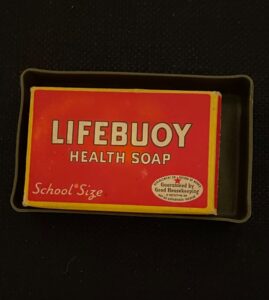 LIFEBUOY
HEALTH SOAP
School Size
Guaranteed by
Good Housekeeping